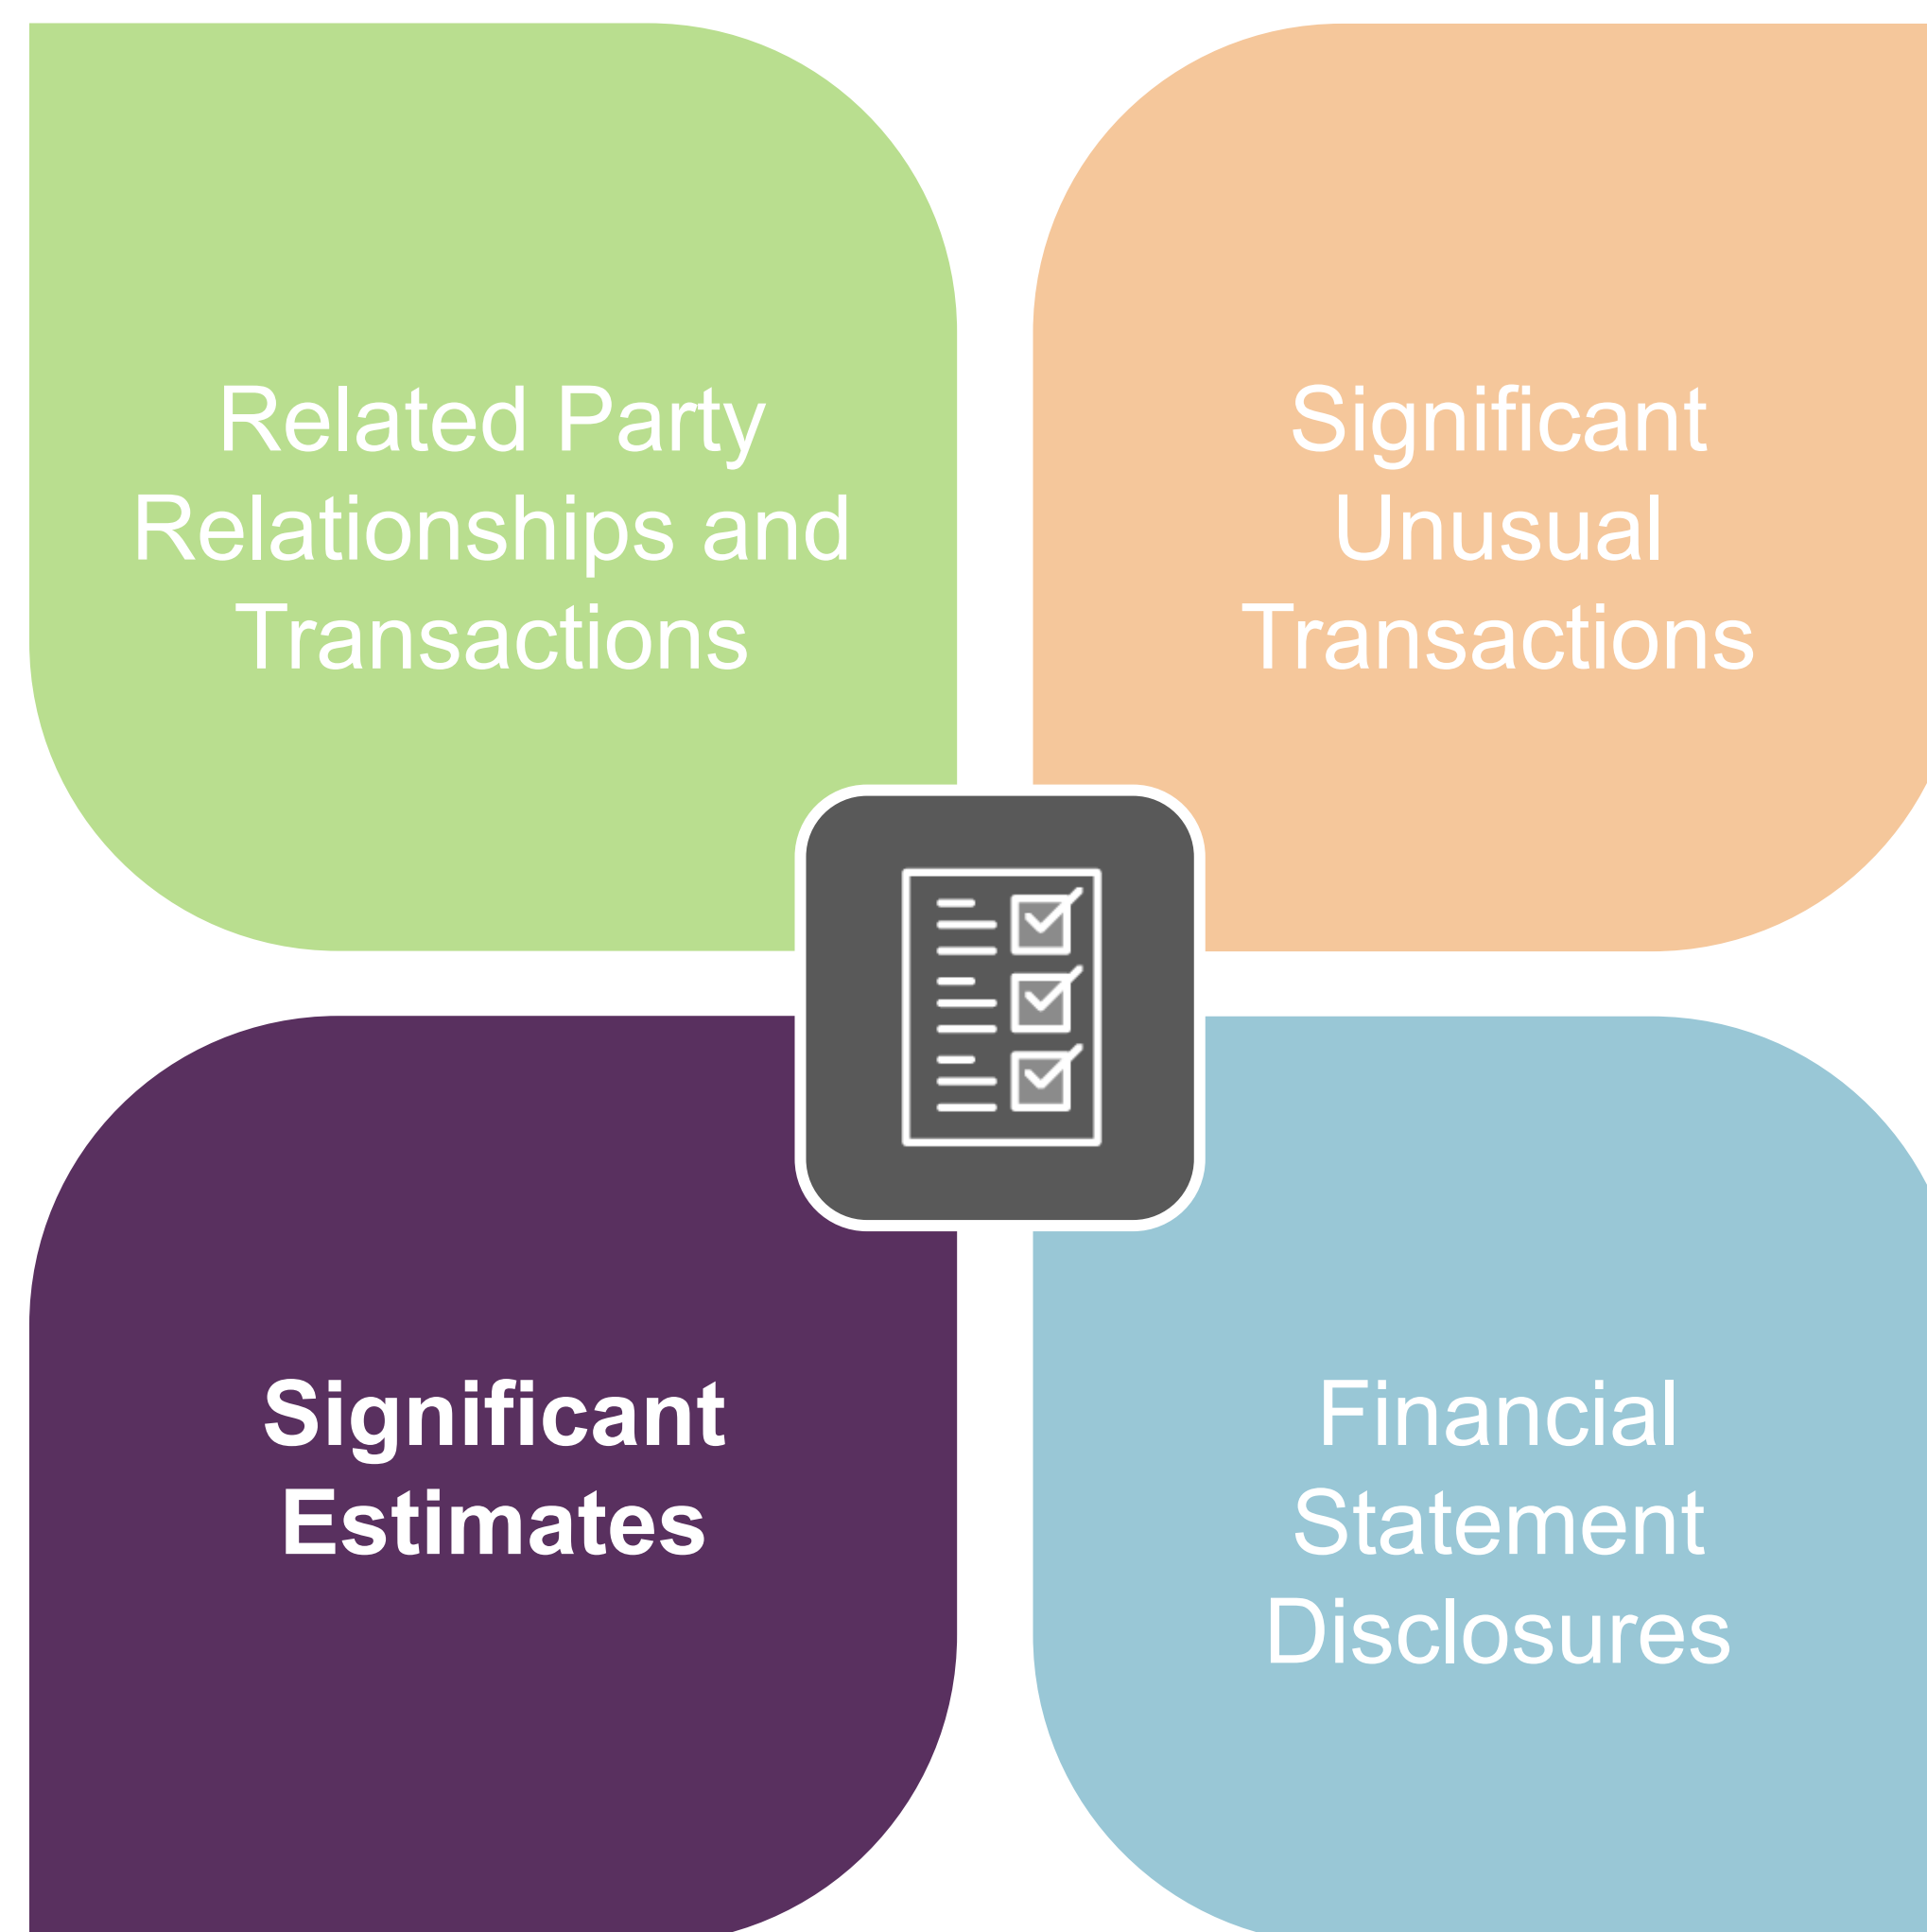 Related Party
Relationships and
Transactions
Significant
Unusual
Transactions
Significant
Estimates
Financial
Statement
Disclosures